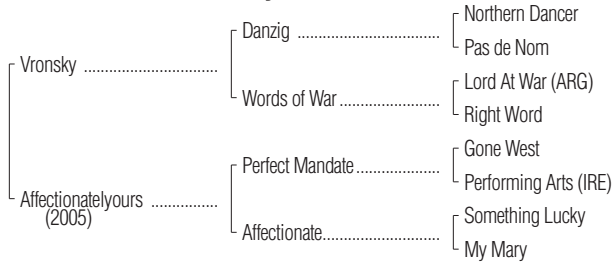 Northern Dancer
Danzig ..............................
Pas de Nom
Vronsky ............................
Lord At War (ARG)
Words of War.....................
Right Word
Gone West
Perfect Mandate.................
Performing Arts (IRE)
Affectionatelyours ..............
(2005)
Something Lucky
Affectionate........................
My Mary